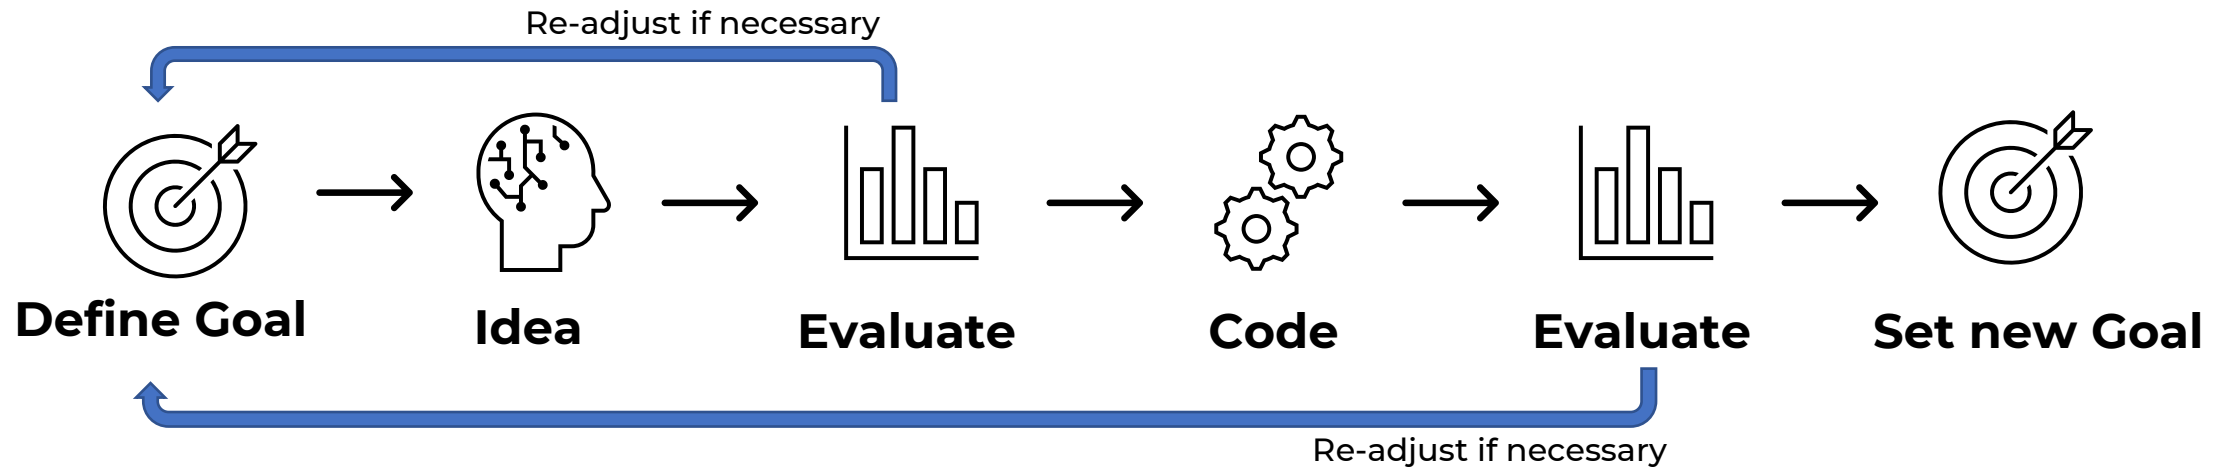 Re-adjust if necessary
Define Goal
Idea
Evaluate
Code
Evaluate
Set new Goal
Re-adjust if necessary